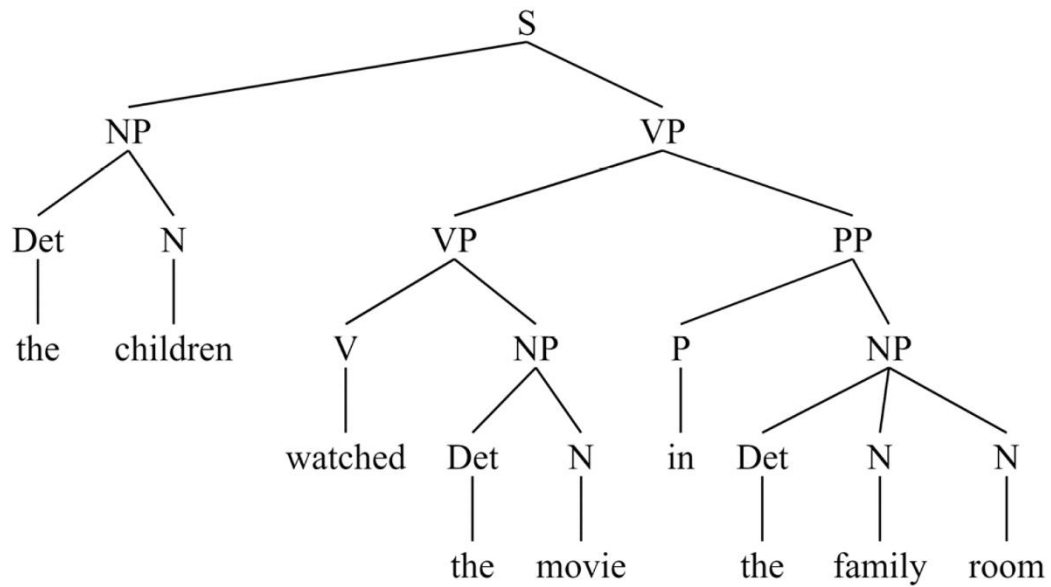 S
NP VP
Det N VP PP
the children V NP P NP
watched Det N in Det N N
the movie the family room